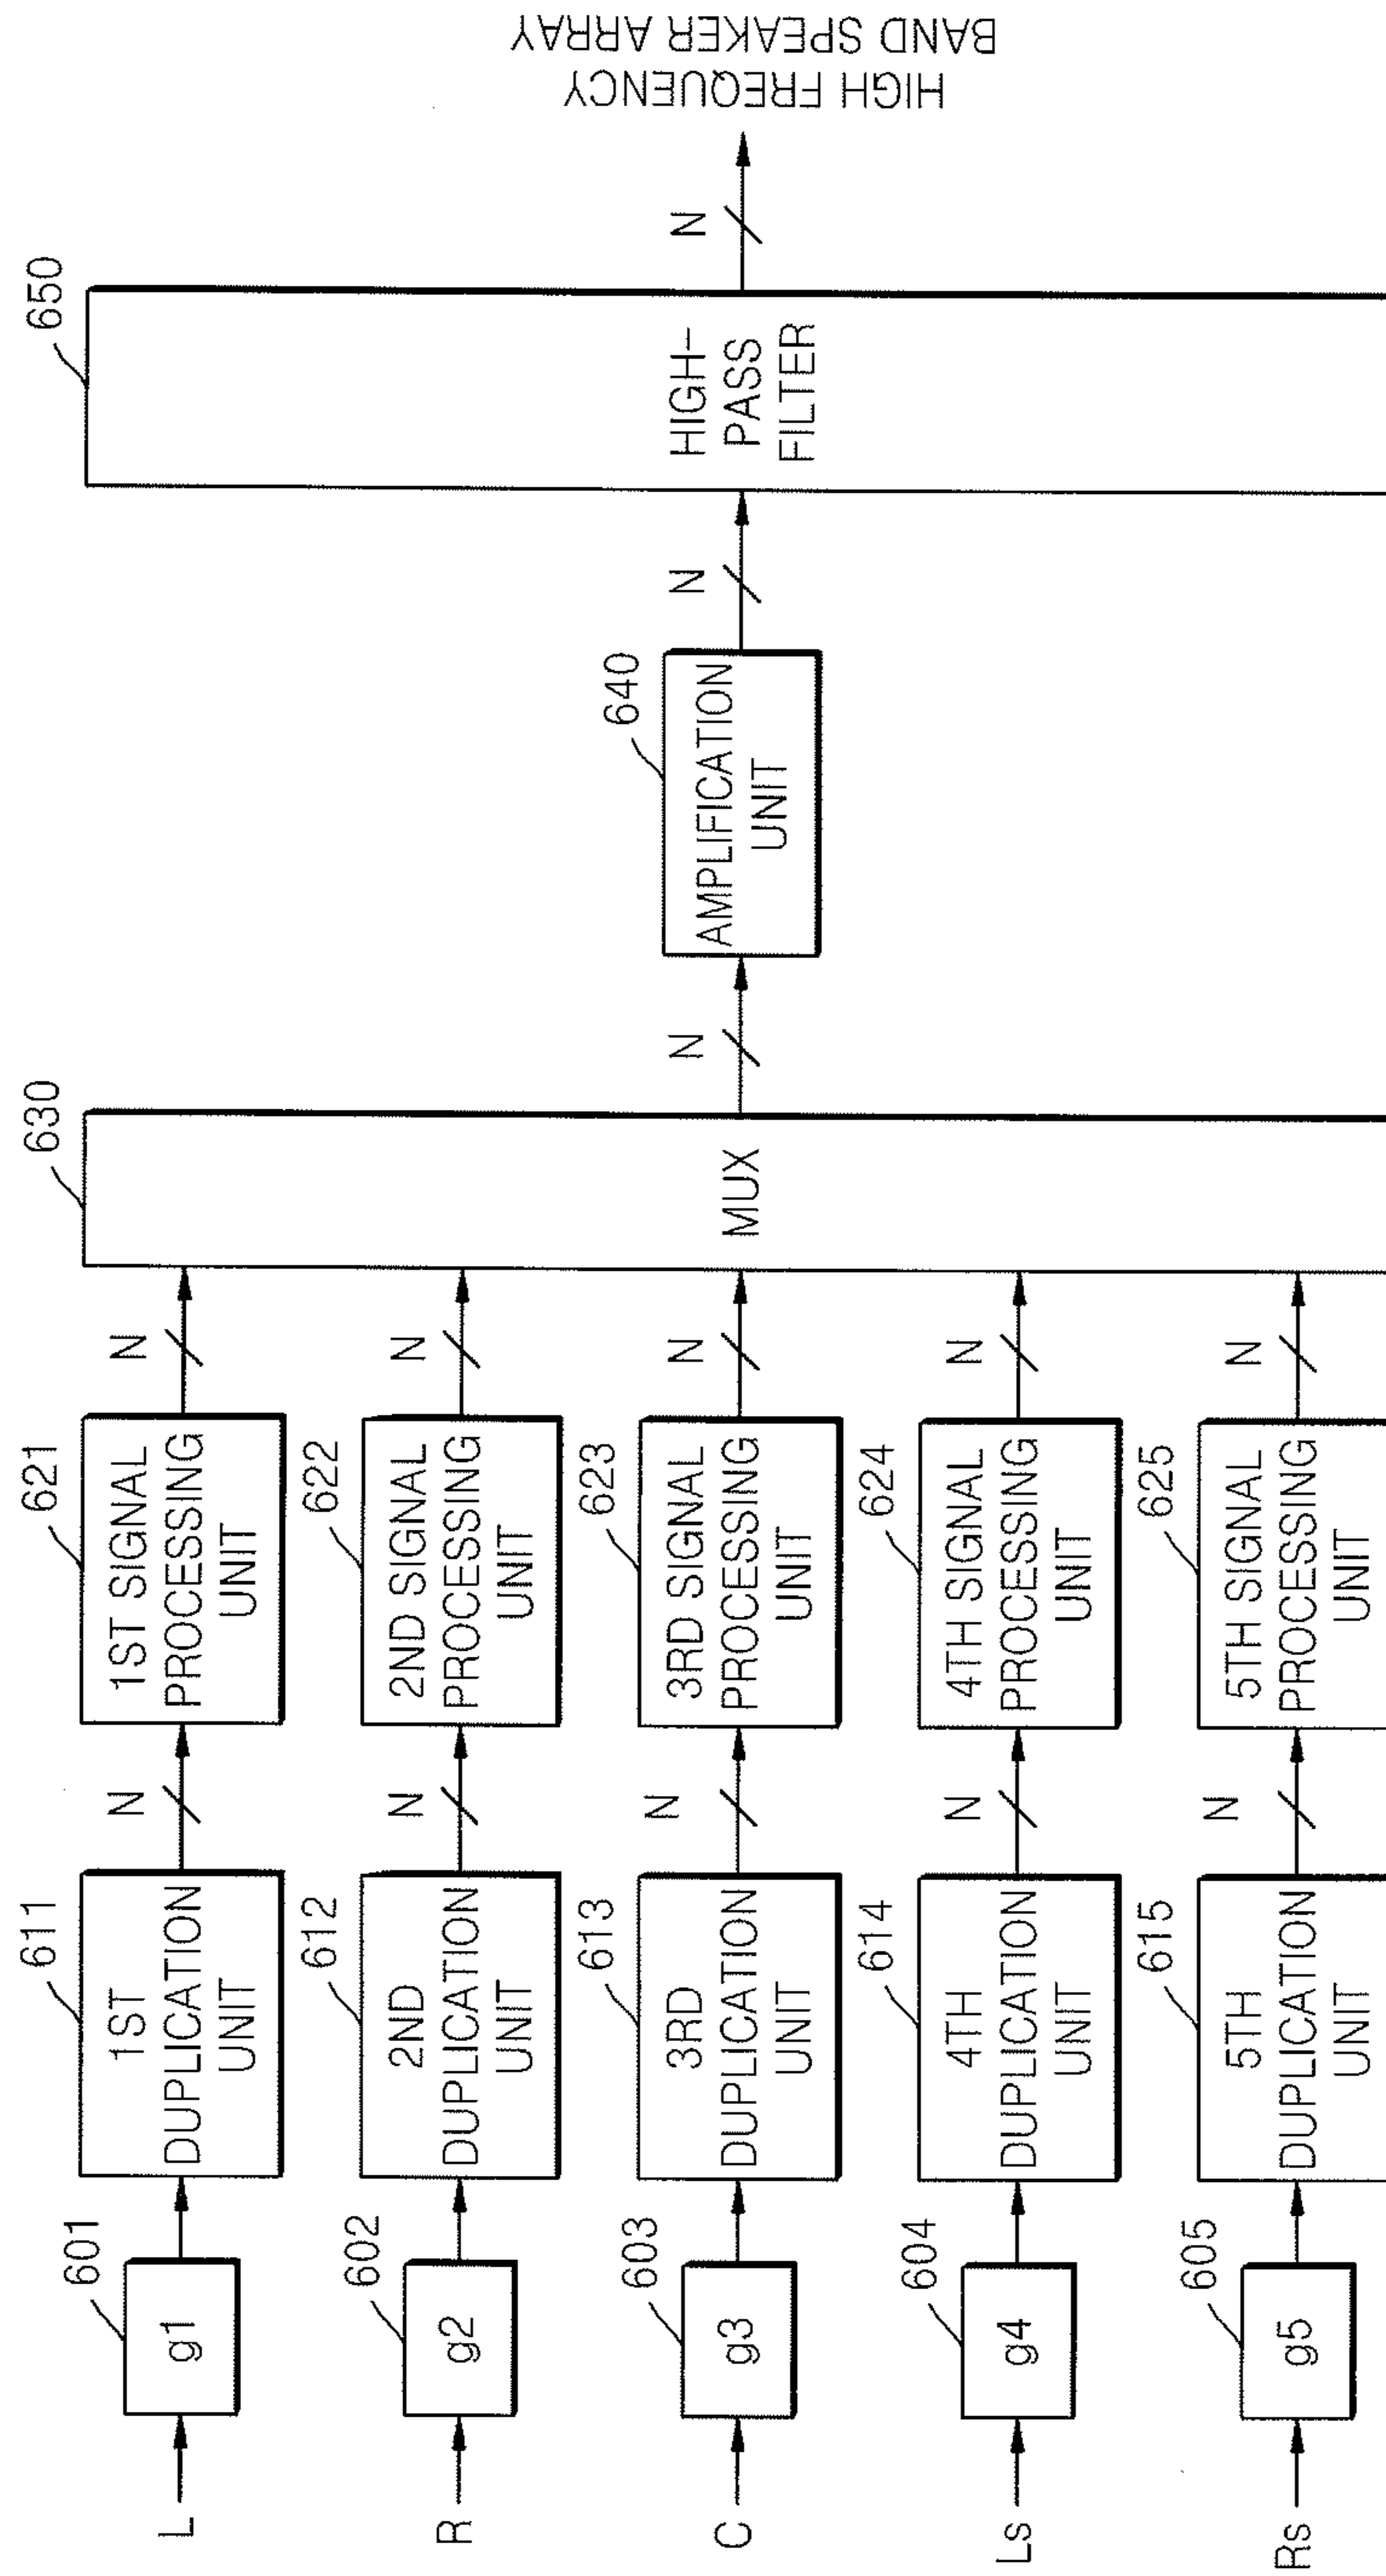 L
601
g1
611
1ST
DUPLICATION
UNIT
N
621
1ST SIGNAL
PROCESSING
UNIT
N
R
602
g2
612
2ND
DUPLICATION
UNIT
N
622
2ND SIGNAL
PROCESSING
UNIT
N
C
603
g3
613
3RD
DUPLICATION
UNIT
N
623
3RD SIGNAL
PROCESSING
UNIT
N
Ls
604
g4
614
4TH
DUPLICATION
UNIT
N
624
4TH SIGNAL
PROCESSING
UNIT
N
Rs
605
g5
615
5TH
DUPLICATION
UNIT
N
625
5TH SIGNAL
PROCESSING
UNIT
N
630
MUX
N
640
AMPLIFICATION
UNIT
N
650
HIGH-
PASS
FILTER
N
HIGH FREQUENCY
BAND SPEAKER ARRAY